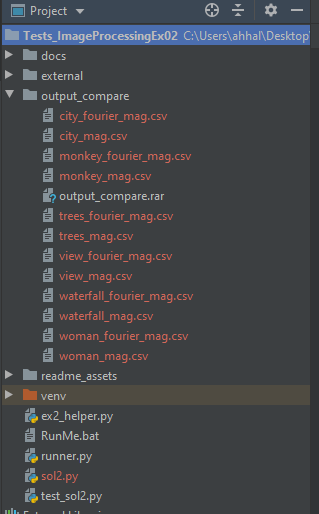 Project
Tests_ImageProcessingEx02 C:\Users\ahhal\Desktop\
docs
external
output_compare
city_fourier_mag.csv
city_mag.csv
monkey_fourier_mag.csv
monkey_mag.csv
output_compare.rar
trees_fourier_mag.csv
trees_mag.csv
view_fourier_mag.csv
view_mag.csv
waterfall_fourier_mag.csv
waterfall_mag.csv
woman_fourier_mag.csv
woman_mag.csv
readme_assets
venv
ex2_helper.py
RunMe.bat
runner.py
sol2.py
test_sol2.py